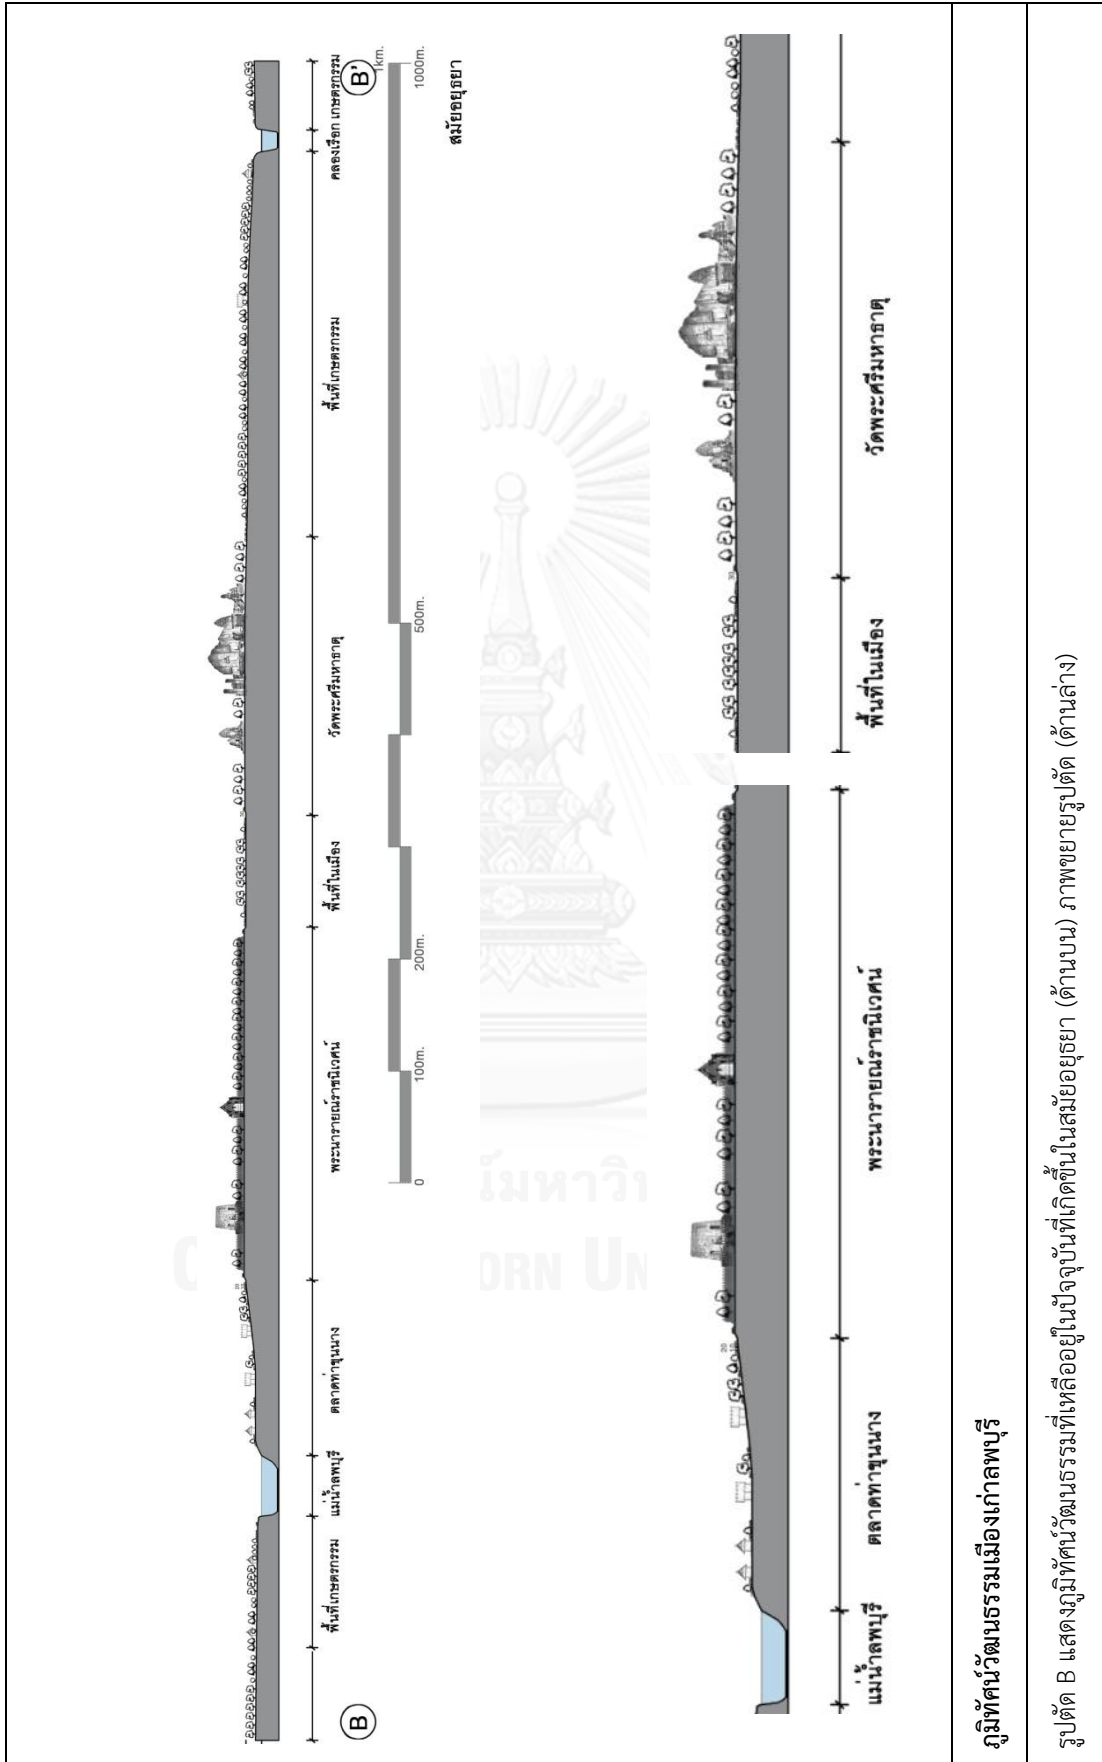 B
B'
พื้นที่เกษตรกรรม
แม่น้ำลพบุรี
ตลาดท่าขุนนาง
พระนารายณ์ราชนิเวศน์
พื้นที่ในเมือง
วัดพระศรีมหาธาตุ
พื้นที่เกษตรกรรม
คลองเรือก เกษตรกรรม
1km.
0 100m. 200m. 500m. 1000m.
สมัยอยุธยา
แม่น้ำลพบุรี
ตลาดท่าขุนนาง
พระนารายณ์ราชนิเวศน์
พื้นที่ในเมือง
วัดพระศรีมหาธาตุ
ภูมิทัศน์วัฒนธรรมเมืองเก่าลพบุรี
รูปตัด B แสดงภูมิทัศน์วัฒนธรรมที่เหลืออยู่ในปัจจุบันที่เกิดขึ้นในสมัยอยุธยา (ด้านบน) ภาพขยายรูปตัด (ด้านล่าง)